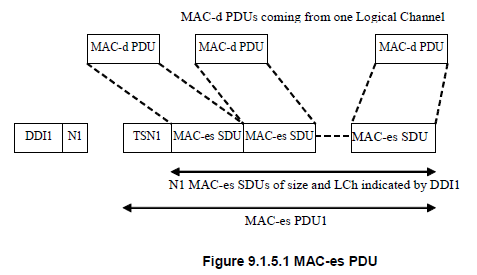 MAC-d PDUs coming from one Logical Channel
MAC-d PDU MAC-d PDU MAC-d PDU
DDI1 N1 TSN1 MAC-es SDU MAC-es SDU MAC-es SDU
N1 MAC-es SDUs of size and LCh indicated by DDI1
MAC-es PDU1
Figure 9.1.5.1 MAC-es PDU